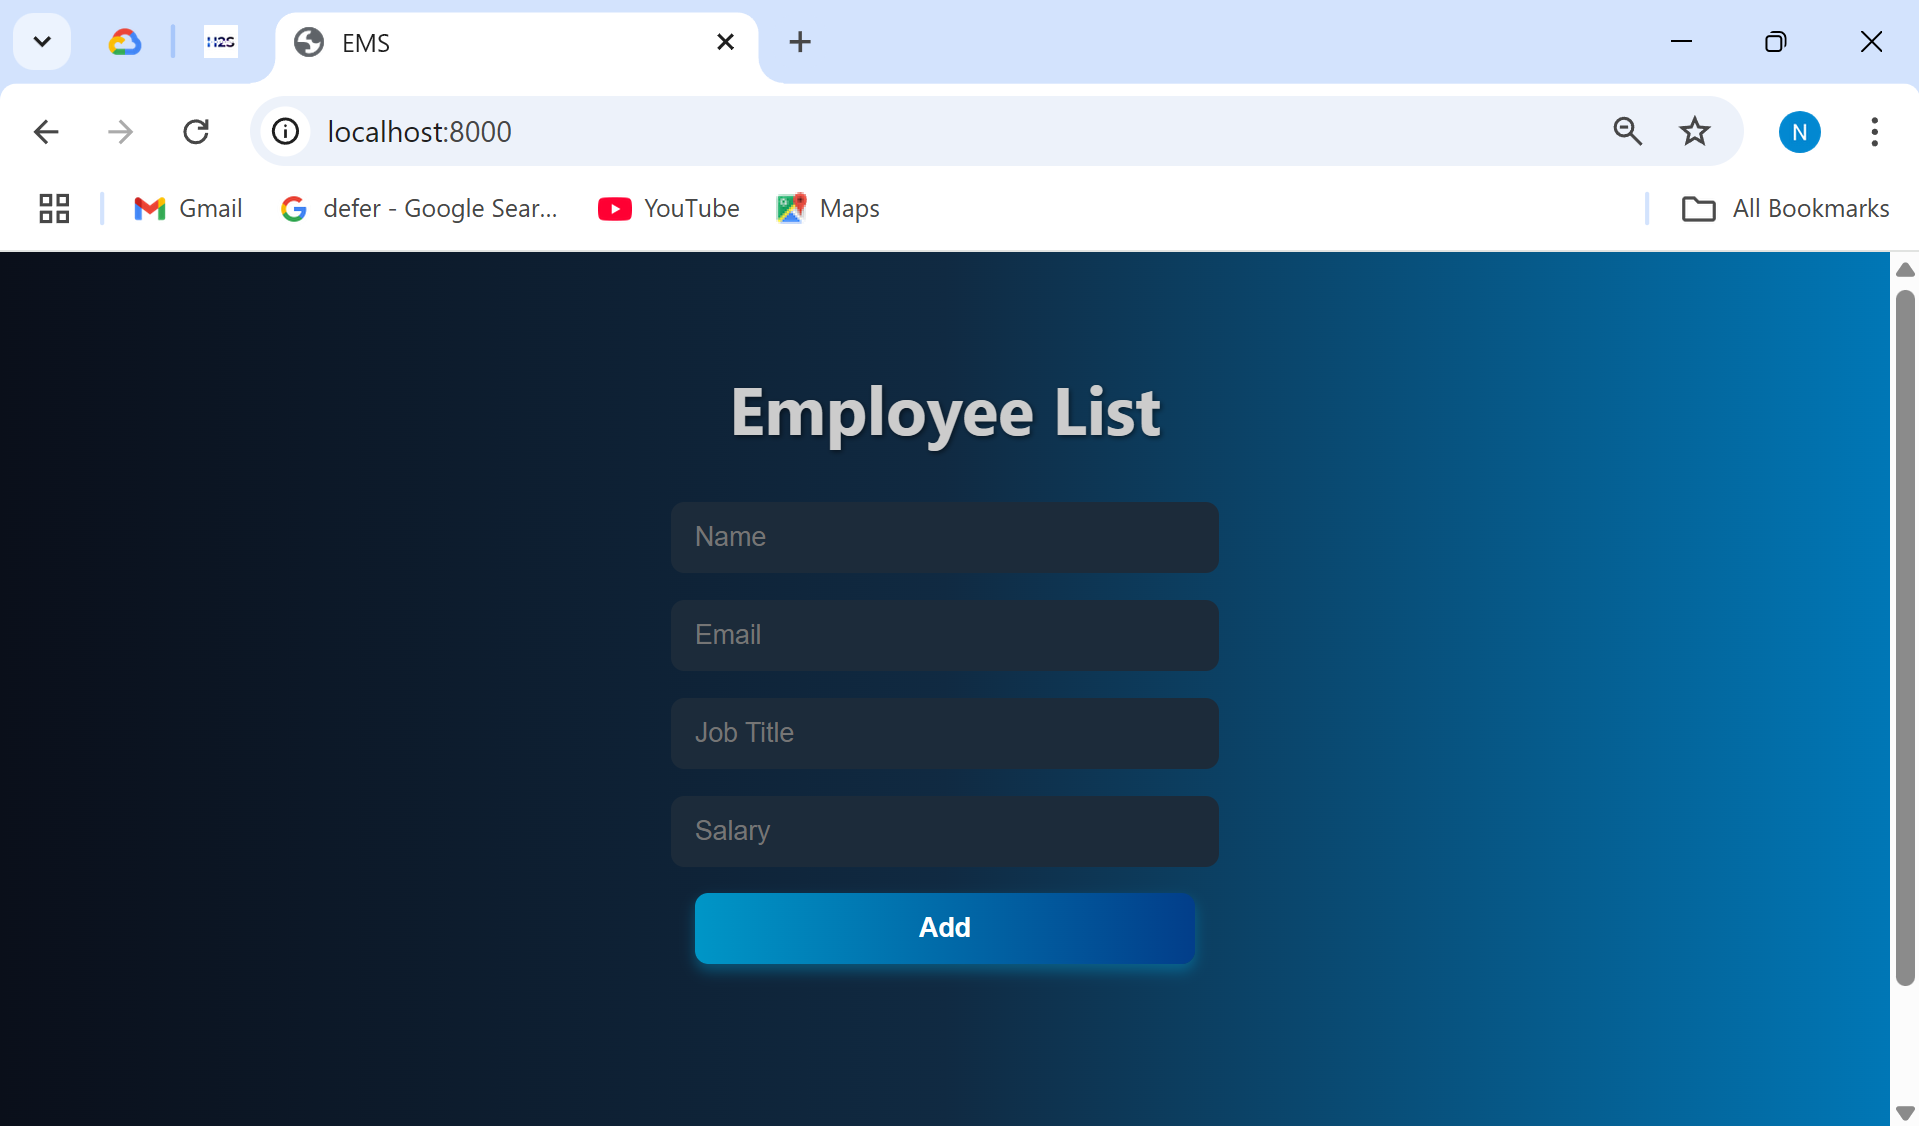 H2S
EMS
localhost:8000
N
Gmail
defer - Google Sear...
YouTube
Maps
All Bookmarks
Employee List
Name
Email
Job Title
Salary
Add